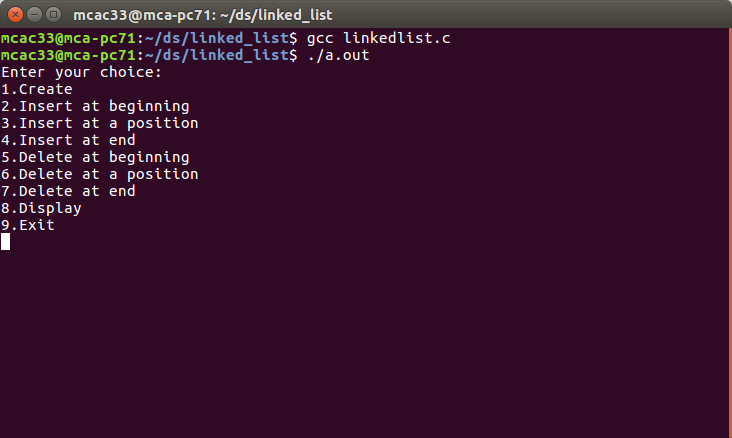 mcac33@mca-pc71: ~/ds/linked_list
mcac33@mca-pc71:~/ds/linked_list$ gcc linkedlist.c
mcac33@mca-pc71:~/ds/linked_list$ ./a.out
Enter your choice:
1.Create
2.Insert at beginning
3.Insert at a position
4.Insert at end
5.Delete at beginning
6.Delete at a position
7.Delete at end
8.Display
9.Exit